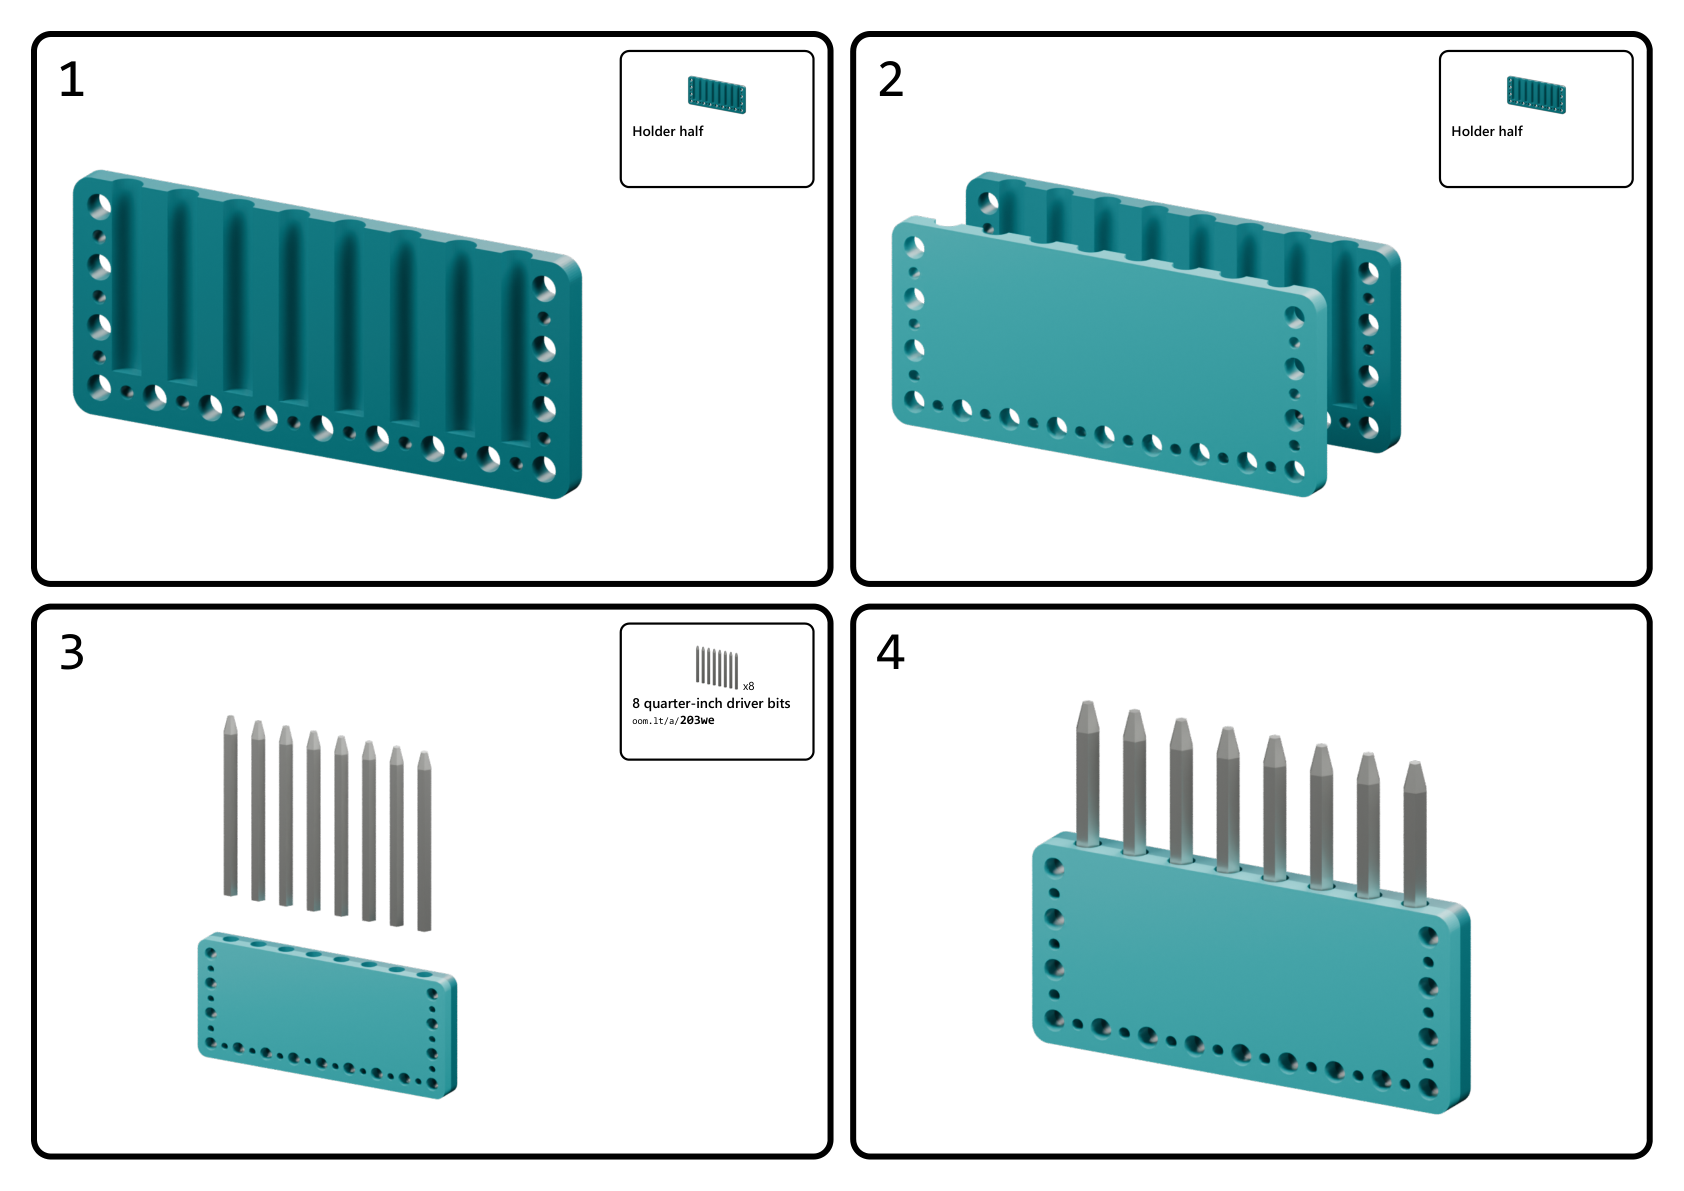 1
Holder half
2
Holder half
3
x8
8 quarter-inch driver bits
oom.lt/a/203we
4